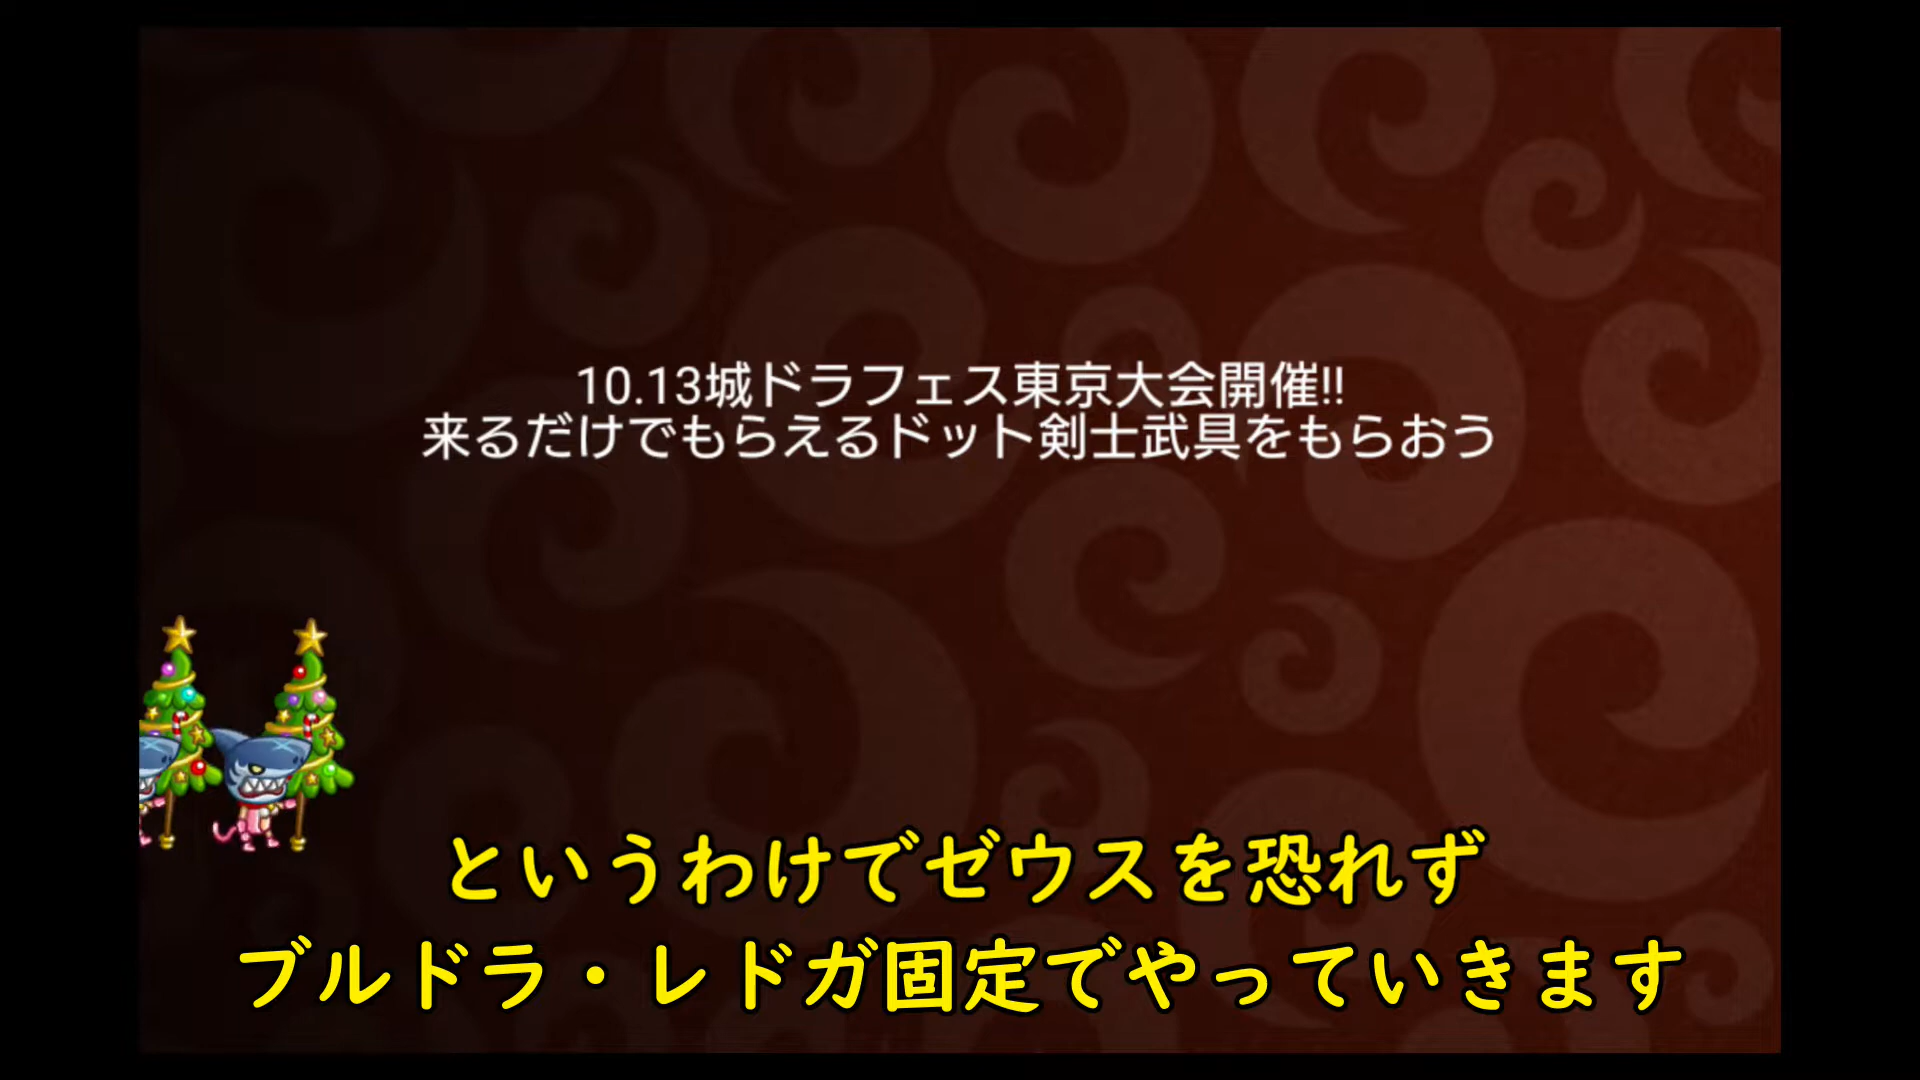 10.13城ドラフェス東京大会開催!!
来るだけでもらえるドット剣士武具をもらおう
というわけでゼウスを恐れず
ブルドラ・レドガ固定でやっていきます